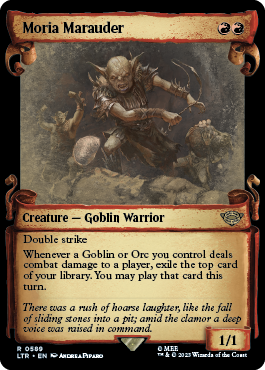 Moria Marauder
Creature — Goblin Warrior
Double strike
Whenever a Goblin or Orc you control deals
combat damage to a player, exile the top card
of your library. You may play that card this
turn.
There was a rush of hoarse laughter, like the fall
of sliding stones into a pit; amid the clamor a deep
voice was raised in command.
1/1
R 0589
LTR • EN Andrea Piparo
© MEE
™ & © 2023 Wizards of the Coast